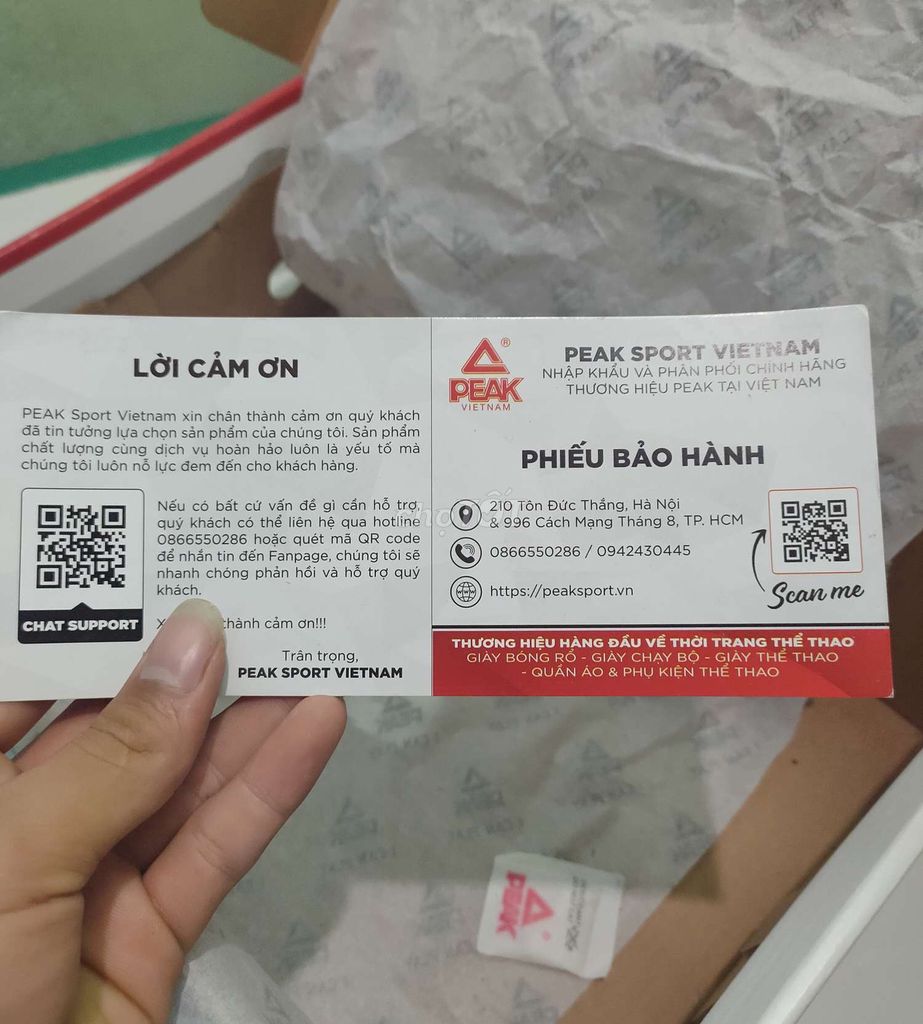 LỜI CẢM ƠN
PEAK Sport Vietnam xin chân thành cảm ơn quý khách
đã tin tưởng lựa chọn sản phẩm của chúng tôi. Sản phẩm
chất lượng cùng dịch vụ hoàn hảo luôn là yếu tố mà
chúng tôi luôn nỗ lực đem đến cho khách hàng.
Nếu có bất cứ vấn đề gì cần hỗ trợ,
quý khách có thể liên hệ qua hotline
0866550286 hoặc quét mã QR code
để nhắn tin đến Fanpage, chúng tôi sẽ
nhanh chóng phản hồi và hỗ trợ quý
khách.
CHAT SUPPORT
thành cảm ơn!!!
Trân trọng,
PEAK SPORT VIETNAM
PEAK
VIETNAM
PEAK SPORT VIETNAM
NHẬP KHẨU VÀ PHÂN PHỐI CHÍNH HÃNG
THƯƠNG HIỆU PEAK TẠI VIỆT NAM
PHIẾU BẢO HÀNH
210 Tôn Đức Thắng, Hà Nội
& 996 Cách Mạng Tháng 8, TP. HCM
0866550286 / 0942430445
https://peaksport.vn
Scan me
THƯƠNG HIỆU HÀNG ĐẦU VỀ THỜI TRANG THỂ THAO
GIÀY BÓNG RỔ - GIÀY CHẠY BỘ - GIÀY THỂ THAO
- QUẦN ÁO & PHỤ KIỆN THỂ THAO
PEAK